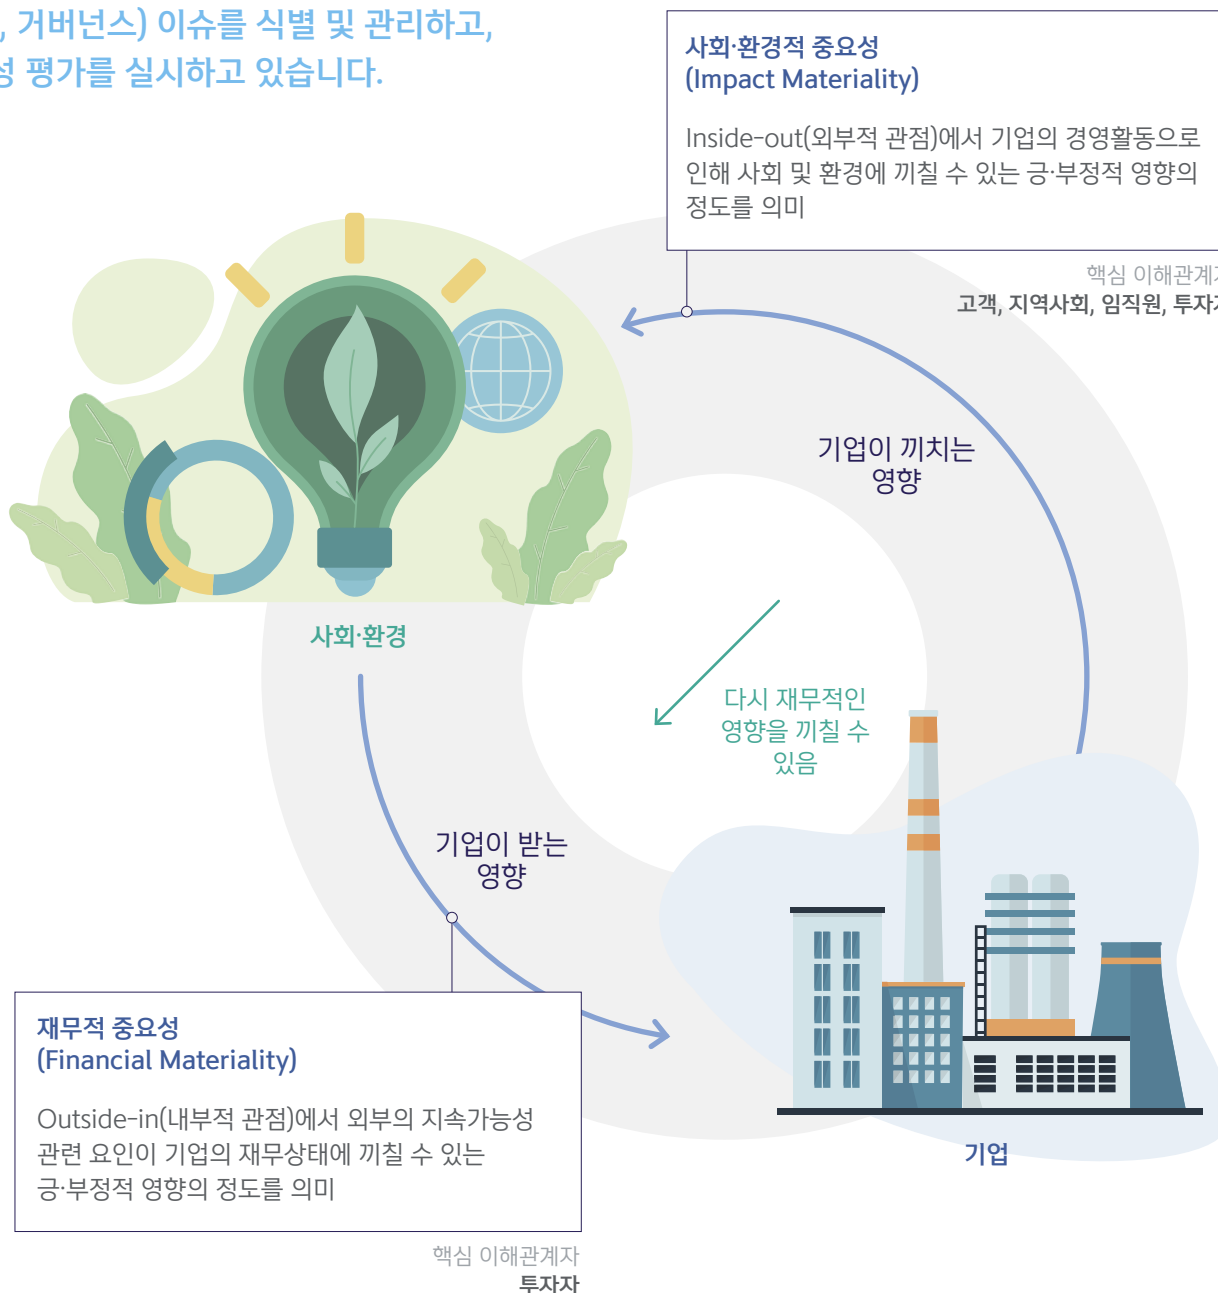 , 거버넌스) 이슈를 식별 및 관리하고,
성 평가를 실시하고 있습니다.
사회·환경적 중요성
(Impact Materiality)
Inside-out(외부적 관점)에서 기업의 경영활동으로
인해 사회 및 환경에 끼칠 수 있는 긍·부정적 영향의
정도를 의미
핵심 이해관계자
고객, 지역사회, 임직원, 투자자
기업이 끼치는
영향
사회·환경
다시 재무적인
영향을 끼칠 수
있음
기업이 받는
영향
재무적 중요성
(Financial Materiality)
Outside-in(내부적 관점)에서 외부의 지속가능성
관련 요인이 기업의 재무상태에 끼칠 수 있는
긍·부정적 영향의 정도를 의미
기업
핵심 이해관계자
투자자